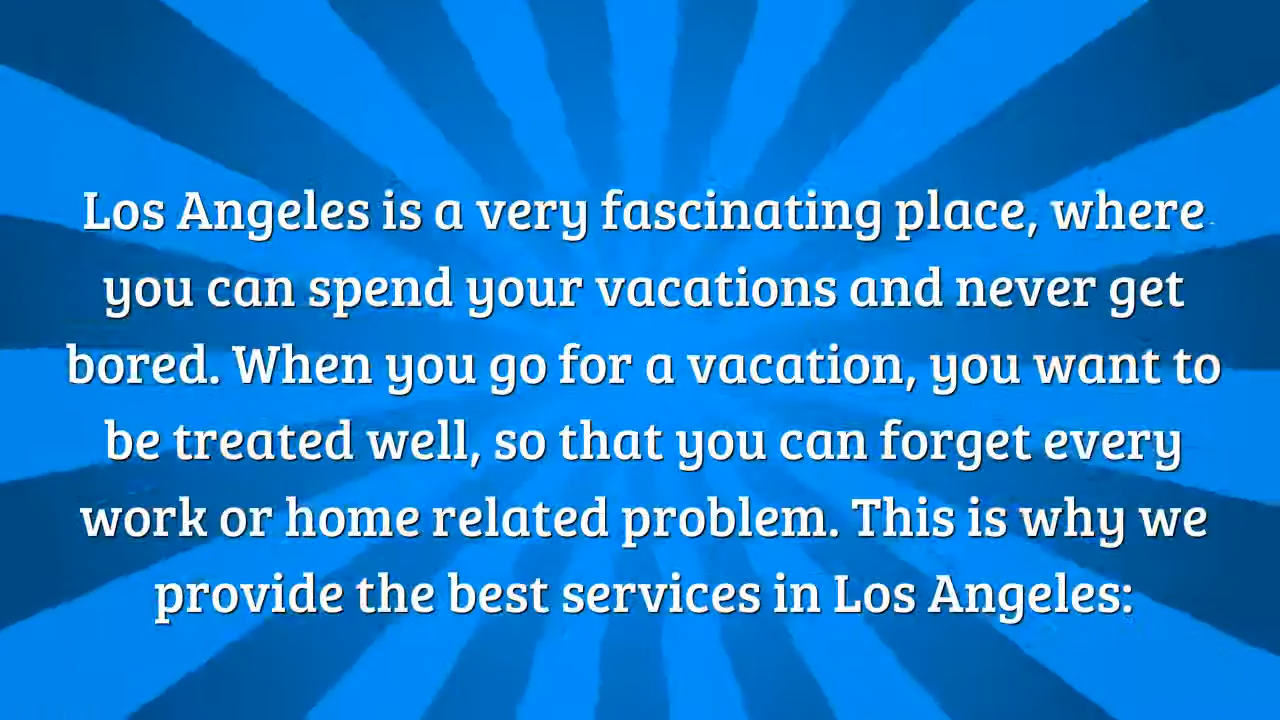 Los Angeles is a very fascinating place, where
you can spend your vacations and never get
bored. When you go for a vacation, you want to
be treated well, so that you can forget every
work or home related problem. This is why we
provide the best services in Los Angeles: